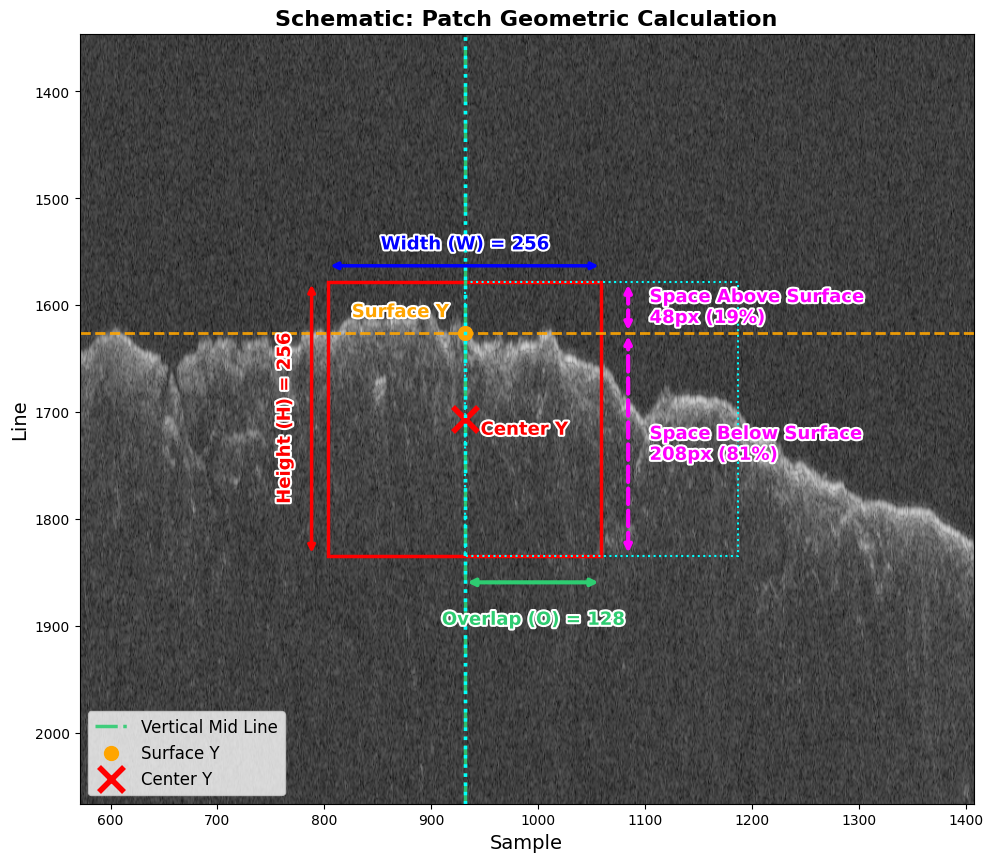 Schematic: Patch Geometric Calculation
1400
1500
Width (W) = 256
1600
Surface Y
Space Above Surface
48px (19%)
Height (H) = 256
1700
Center Y
Space Below Surface
208px (81%)
Line
1800
Overlap (O) = 128
1900
2000
Vertical Mid Line
Surface Y
Center Y
600 700 800 900 1000 1100 1200 1300 1400
Sample